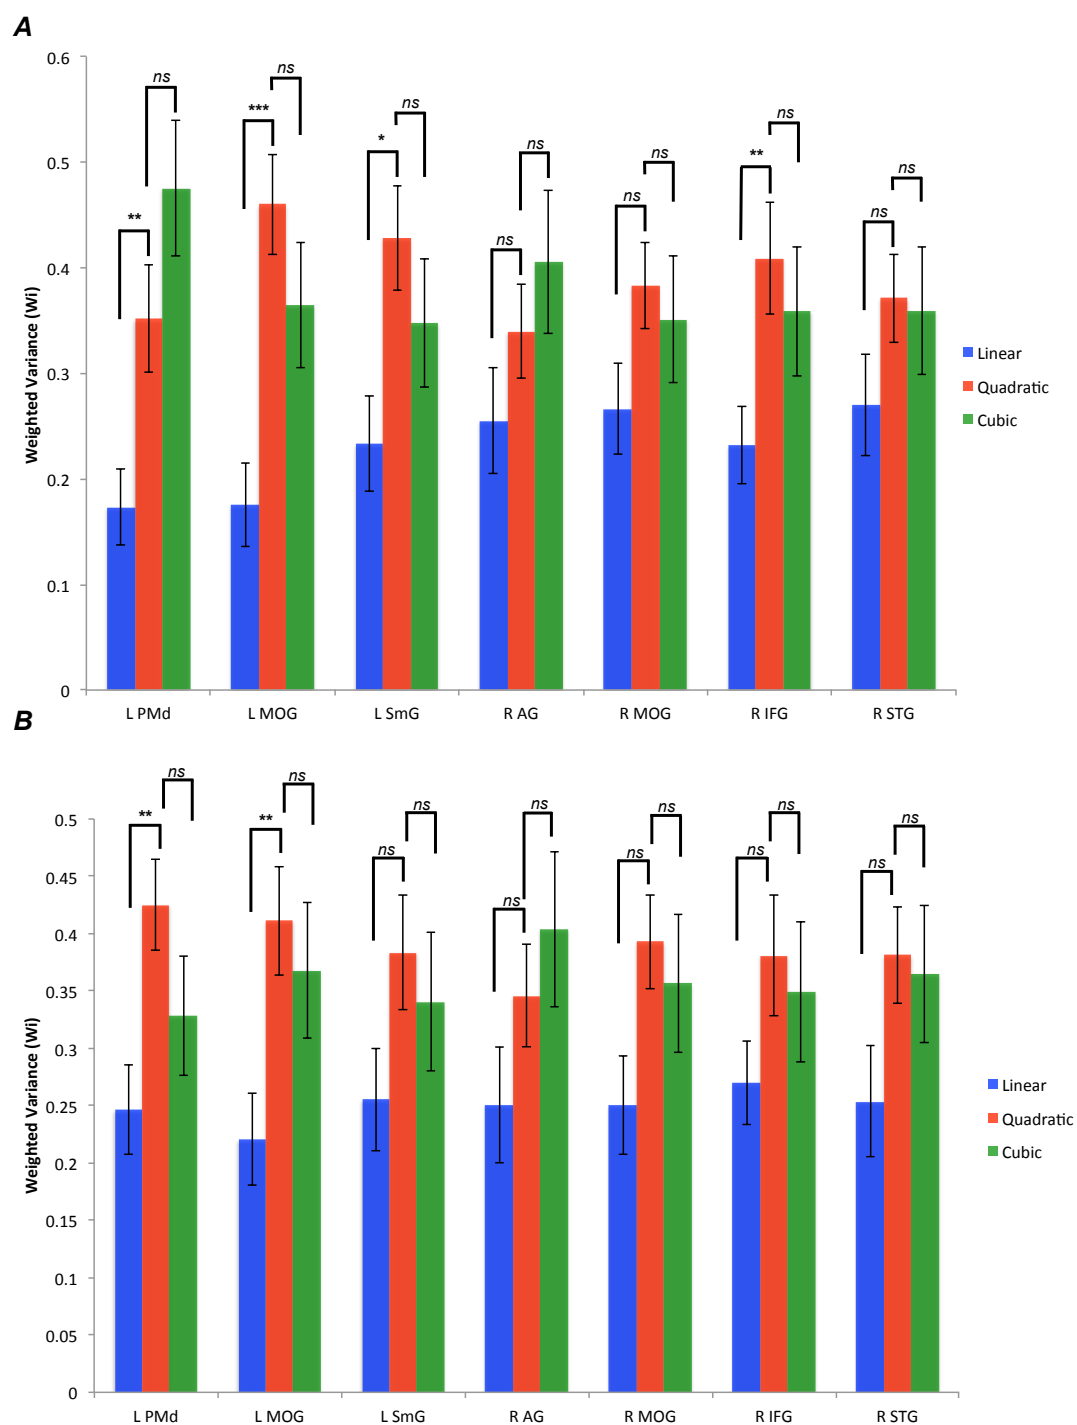 A
0.6
0.5
0.4
0.3
0.2
0.1
0
Weighted Variance (Wi)
** ns
*** ns
* ns
ns ns
ns ns
** ns
ns ns
Linear
Quadratic
Cubic
L PMd L MOG L SmG R AG R MOG R IFG R STG
B
0.5
0.45
0.4
0.35
0.3
0.25
0.2
0.15
0.1
0.05
0
Weighted Variance (Wi)
** ns
** ns
ns ns
ns ns
ns ns
ns ns
ns ns
Linear
Quadratic
Cubic
L PMd L MOG L SmG R AG R MOG R IFG R STG